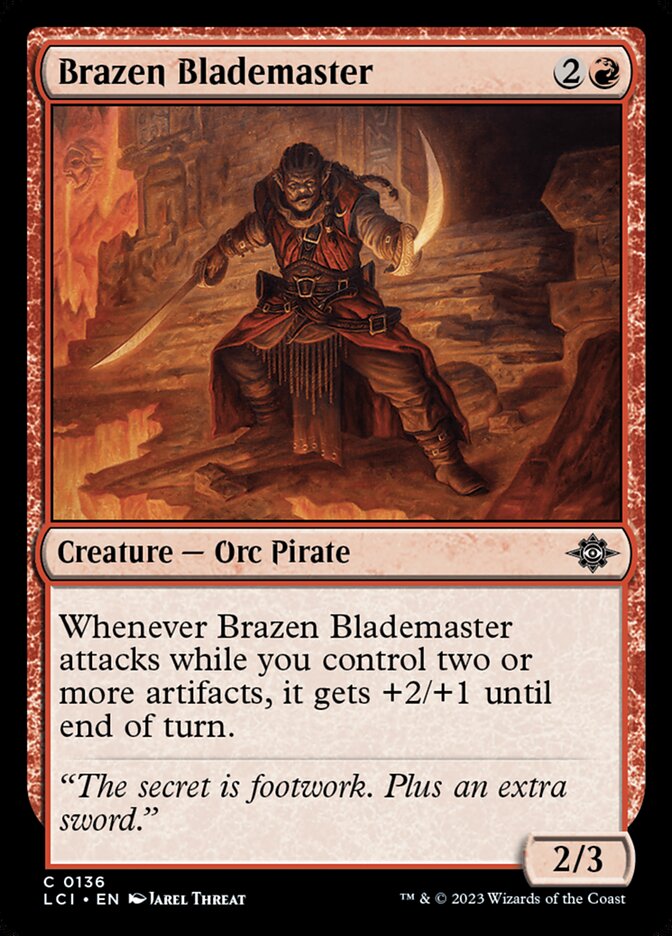 Brazen Blademaster 2
Creature — Orc Pirate
Whenever Brazen Blademaster
attacks while you control two or
more artifacts, it gets +2/+1 until
end of turn.
“The secret is footwork. Plus an extra
sword.”
2/3
C 0136
LCI • EN Jarel Threat
™ & © 2023 Wizards of the Coast